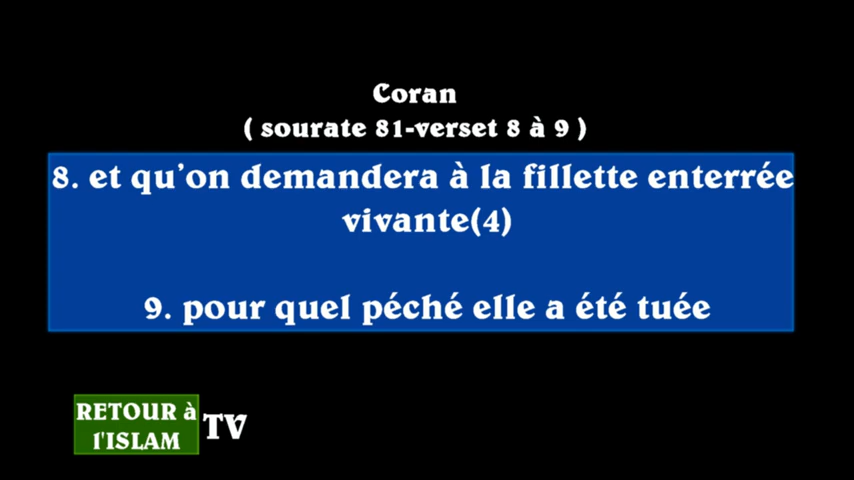 Coran
( sourate 81-verset 8 à 9 )
8. et qu'on demandera à la fillette enterrée
vivante(4)
9. pour quel péché elle a été tuée
RETOUR à
l'ISLAM
TV